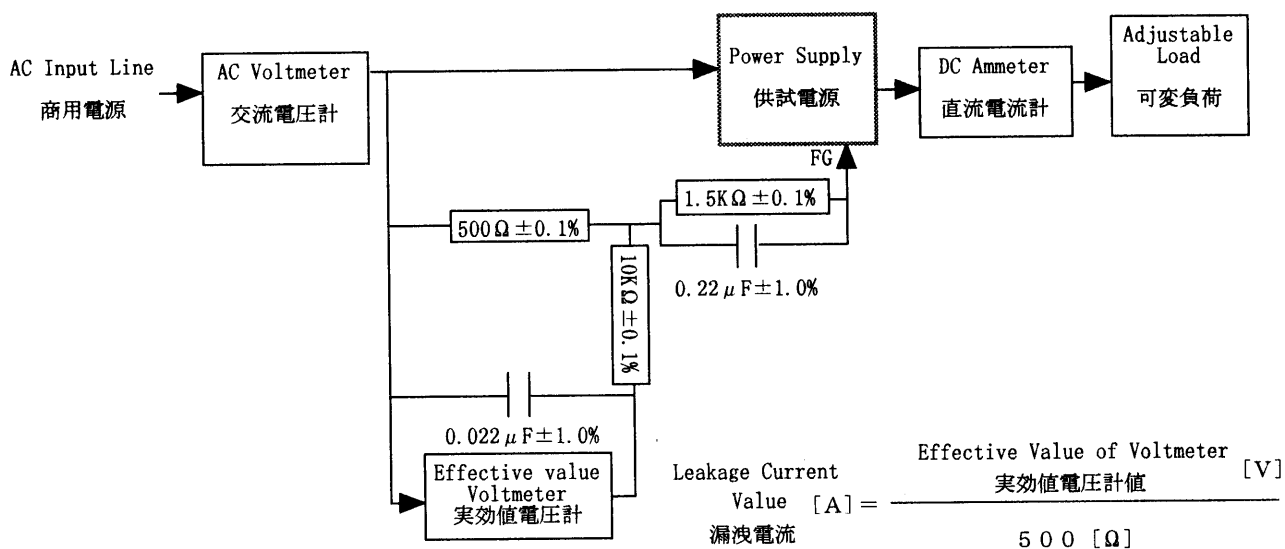 AC Input Line
商用電源
AC Voltmeter
交流電圧計
Power Supply
供試電源
DC Ammeter
直流電流計
Adjustable
Load
可変負荷
FG
1.5KΩ±0.1%
500Ω±0.1%
10KΩ±0.1%
0.22μF±1.0%
0.022μF±1.0%
Effective value
Voltmeter
実効値電圧計
Leakage Current
Value [A]=
漏洩電流
Effective Value of Voltmeter
実効値電圧計値 [V]
500 [Ω]